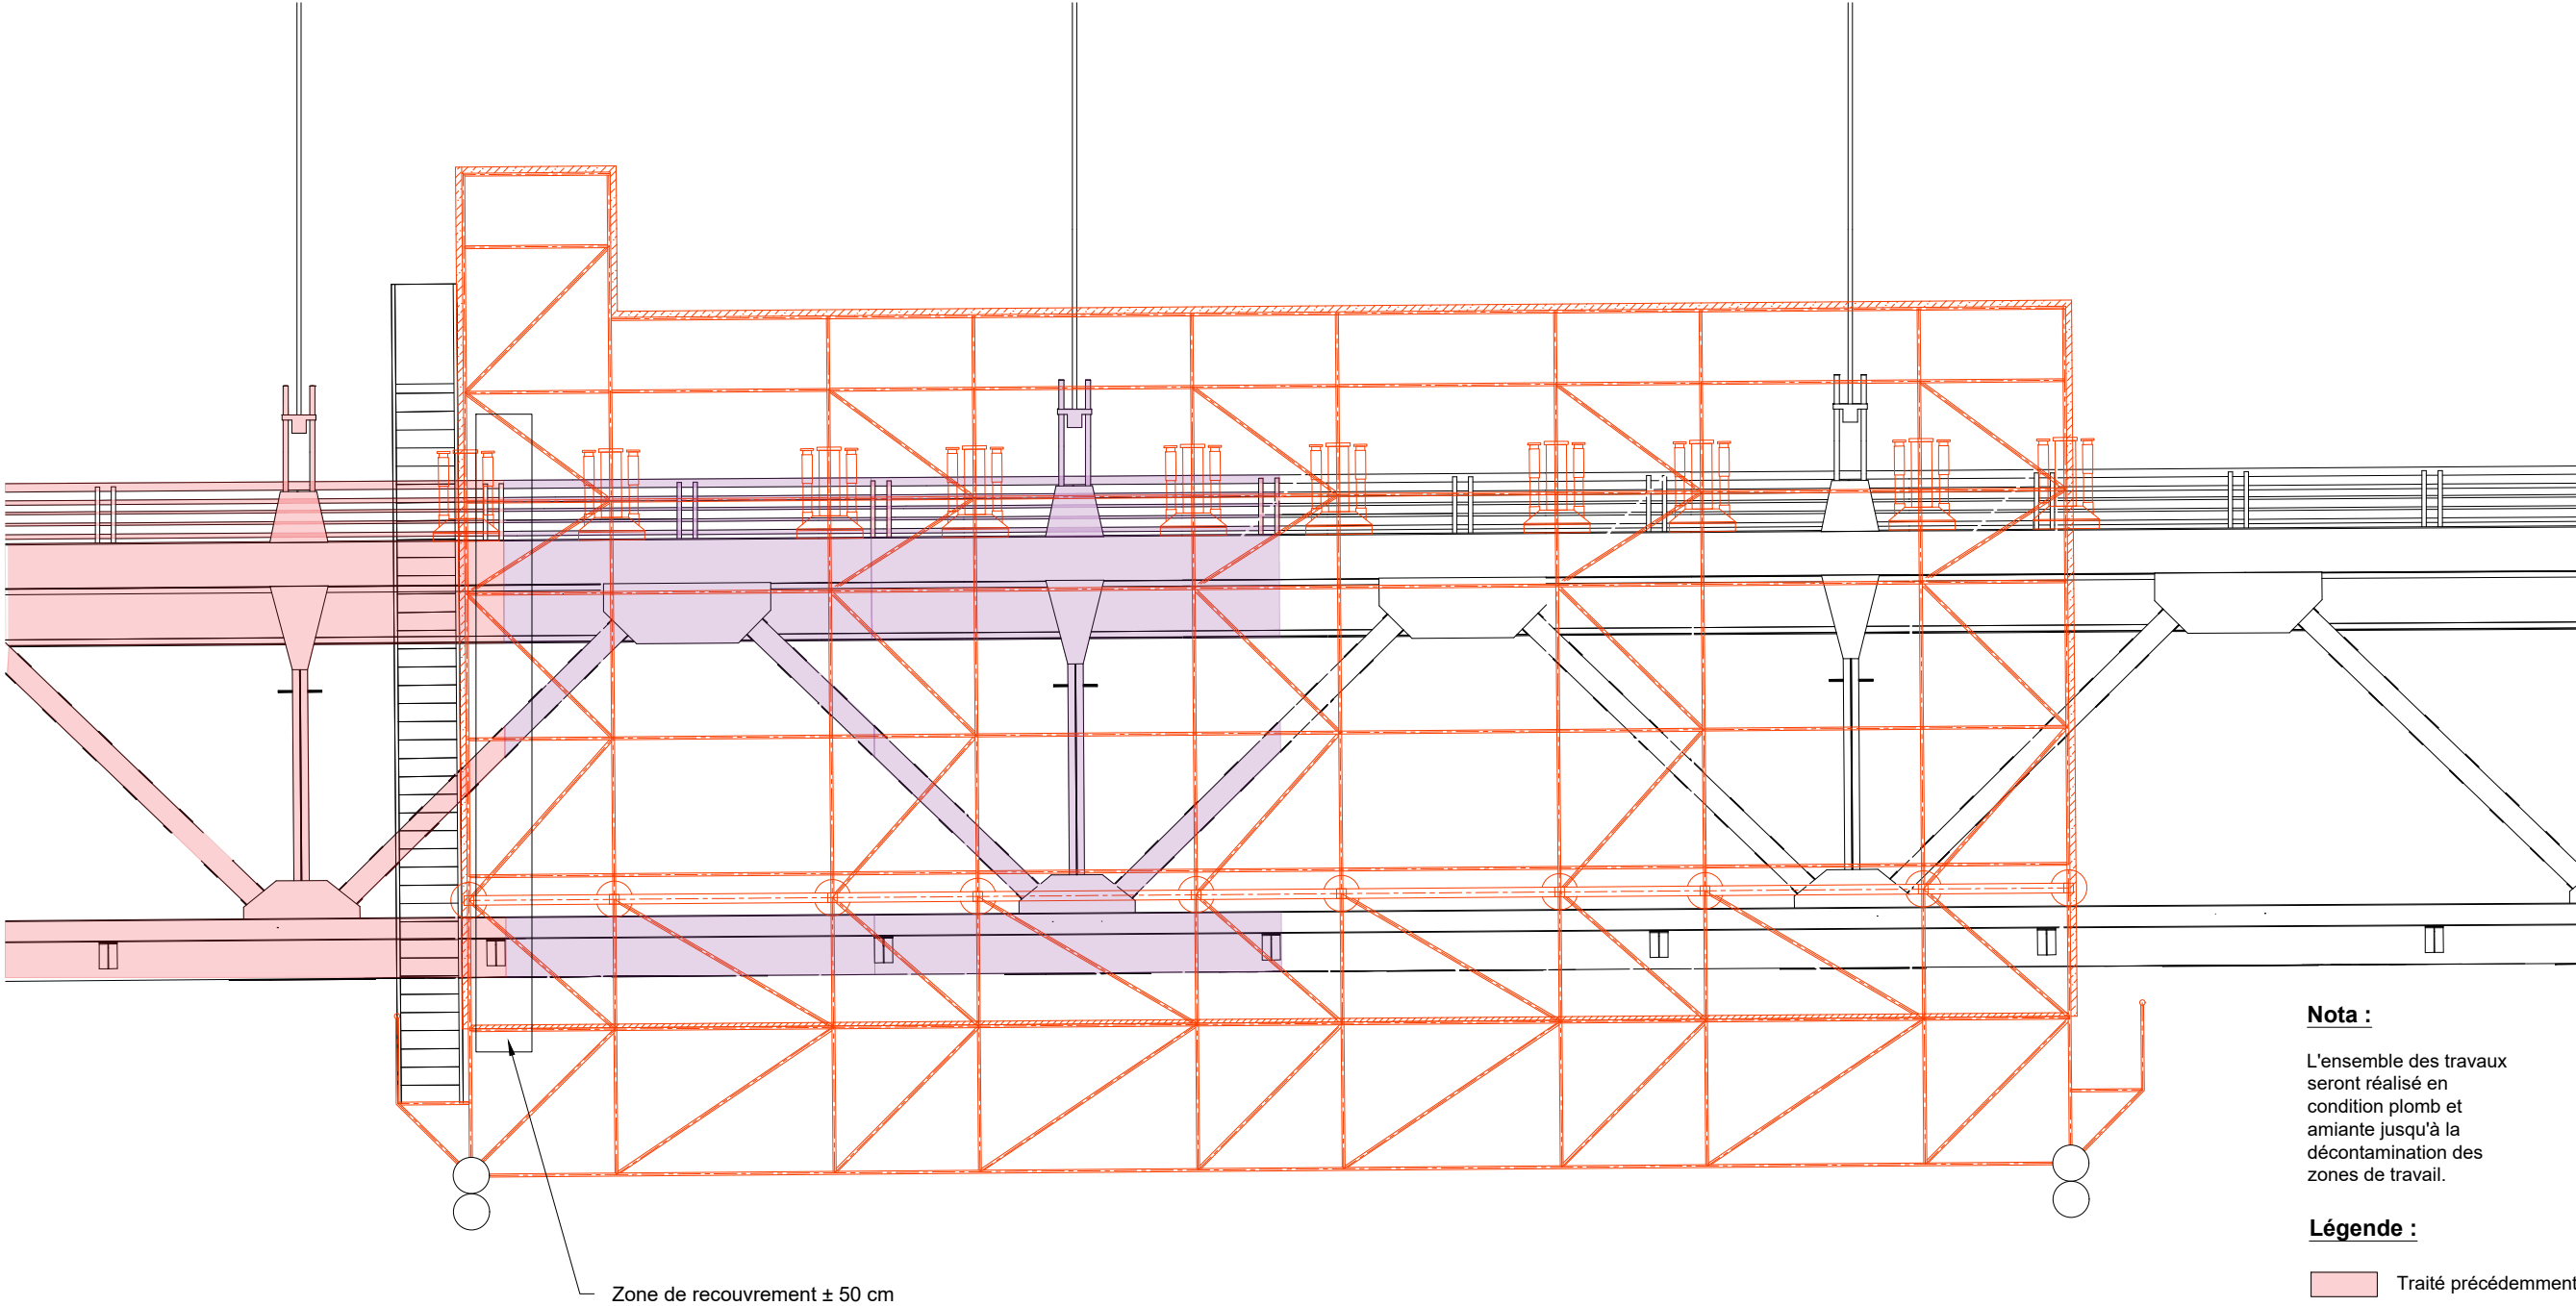 Nota :
L'ensemble des travaux
seront réalisé en
condition plomb et
amiante jusqu'à la
décontamination des
zones de travail.
Légende :
Traité précédemment
Zone de recouvrement ± 50 cm